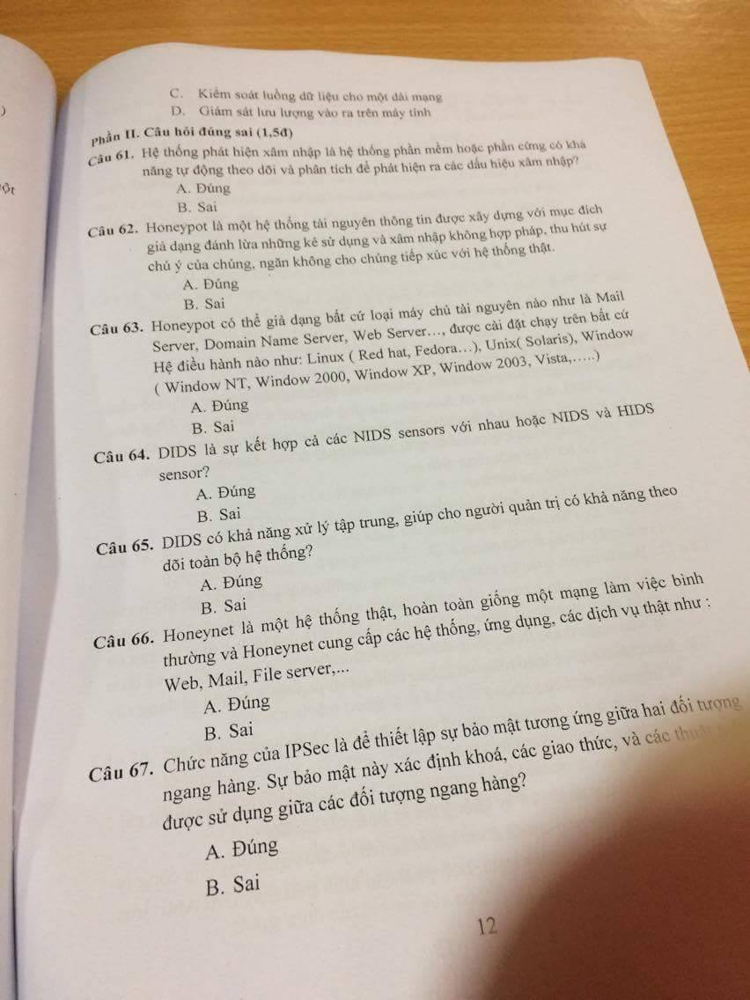 C. Kiểm soát luồng dữ liệu cho một dải mạng
)
D. Giám sát lưu lượng vào ra trên máy tính
Phần II. Câu hỏi đúng sai (1,5đ)
Câu 61. Hệ thống phát hiện xâm nhập là hệ thống phần mềm hoặc phần cứng có khả
năng tự động theo dõi và phân tích để phát hiện ra các dấu hiệu xâm nhập?
A. Đúng
B. Sai
Câu 62. Honeypot là một hệ thống tài nguyên thông tin được xây dựng với mục đích
giả dạng đánh lừa những kẻ sử dụng và xâm nhập không hợp pháp, thu hút sự
chú ý của chúng, ngăn không cho chúng tiếp xúc với hệ thống thật.
A. Đúng
B. Sai
Câu 63. Honeypot có thể giả dạng bất cứ loại máy chủ tài nguyên nào như là Mail
Server, Domain Name Server, Web Server…, được cài đặt chạy trên bất cứ
Hệ điều hành nào như: Linux ( Red hat, Fedora…), Unix( Solaris), Window
( Window NT, Window 2000, Window XP, Window 2003, Vista,…..)
A. Đúng
B. Sai
Câu 64. DIDS là sự kết hợp cả các NIDS sensors với nhau hoặc NIDS và HIDS
sensor?
A. Đúng
B. Sai
Câu 65. DIDS có khả năng xử lý tập trung, giúp cho người quản trị có khả năng theo
dõi toàn bộ hệ thống?
A. Đúng
B. Sai
Câu 66. Honeynet là một hệ thống thật, hoàn toàn giống một mạng làm việc bình
thường và Honeynet cung cấp các hệ thống, ứng dụng, các dịch vụ thật như :
Web, Mail, File server,...
A. Đúng
B. Sai
Câu 67. Chức năng của IPSec là để thiết lập sự bảo mật tương ứng giữa hai đối tượng
ngang hàng. Sự bảo mật này xác định khoá, các giao thức, và các
được sử dụng giữa các đối tượng ngang hàng?
A. Đúng
B. Sai
12